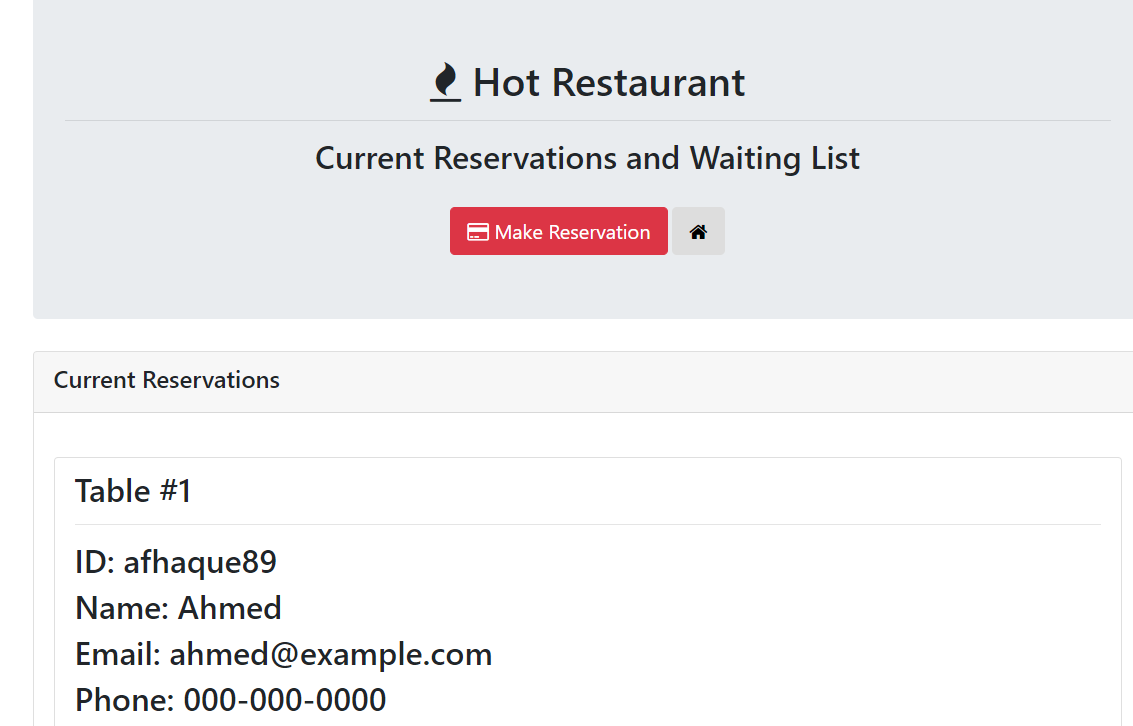 Hot Restaurant
Current Reservations and Waiting List
Make Reservation
Current Reservations
Table #1
ID: afhaque89
Name: Ahmed
Email: ahmed@example.com
Phone: 000-000-0000